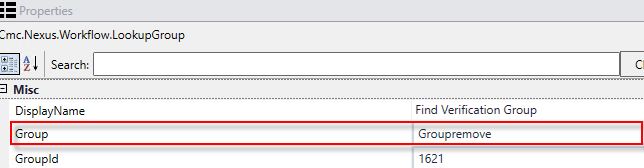 Properties
Cmc.Nexus.Workflow.LookupGroup
Search:
Misc
DisplayName Find Verification Group
Group Groupremove
GroupId 1621